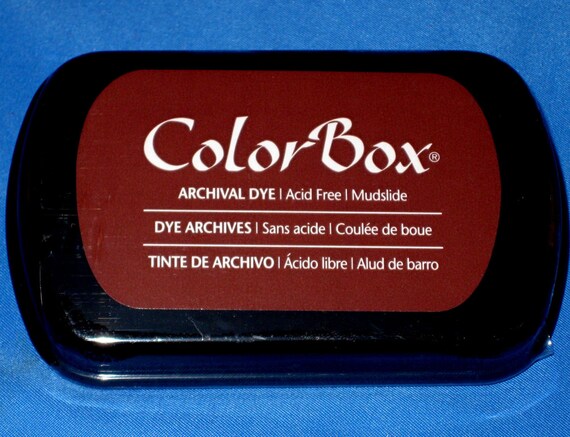 ColorBox®
ARCHIVAL DYE | Acid Free | Mudslide
DYE ARCHIVES | Sans acide | Coulée de boue
TINTE DE ARCHIVO | Ácido libre | Alud de barro